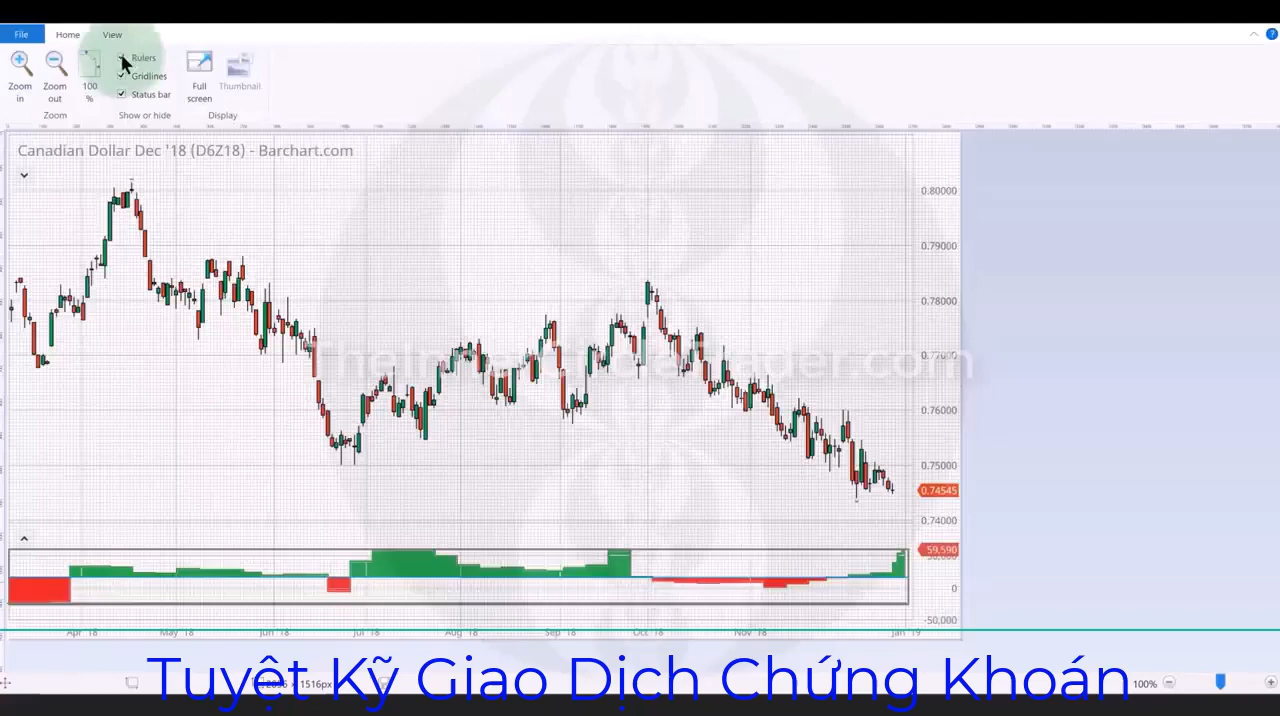 File Home View
Zoom in
Zoom out
100 %
Rulers
Gridlines
Status bar
Full screen
Thumbnail
Zoom
Show or hide
Display
Canadian Dollar Dec '18 (D6Z18) - Barchart.com
0.80000
0.79000
0.78000
0.77000
0.76000
0.75000
0.74545
0.74000
59,590
0
-50,000
Apr '18 May '18 Jun '18 Jul '18 Aug '18 Sep '18 Oct '18 Nov '18 Jan '19
Tuyệt Kỹ Giao Dịch Chứng Khoán
100%